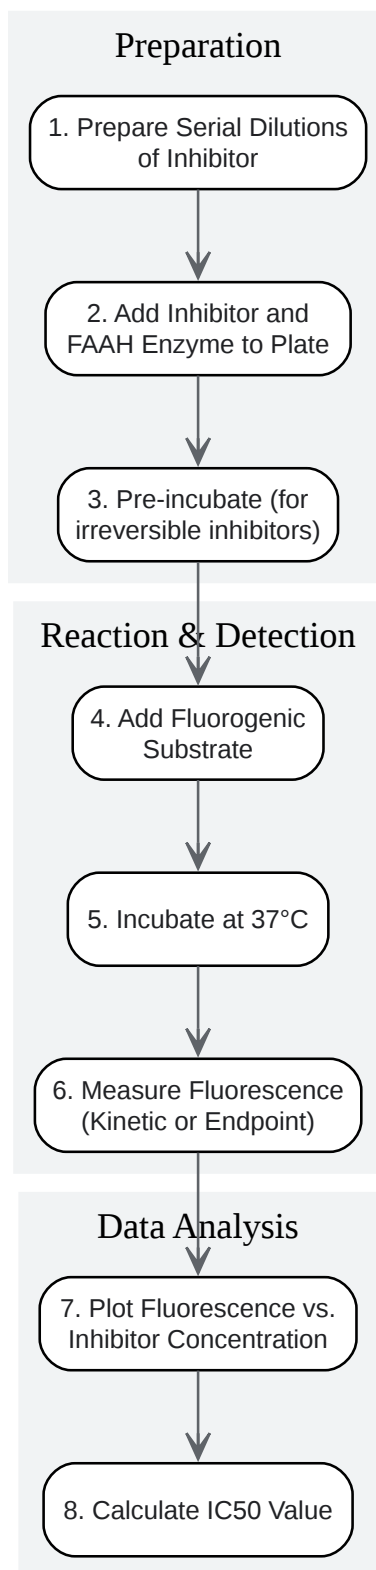 Preparation
1. Prepare Serial Dilutions
of Inhibitor
2. Add Inhibitor and
FAAH Enzyme to Plate
3. Pre-incubate (for
irreversible inhibitors)
Reaction & Detection
4. Add Fluorogenic
Substrate
5. Incubate at 37°C
6. Measure Fluorescence
(Kinetic or Endpoint)
Data Analysis
7. Plot Fluorescence vs.
Inhibitor Concentration
8. Calculate IC50 Value